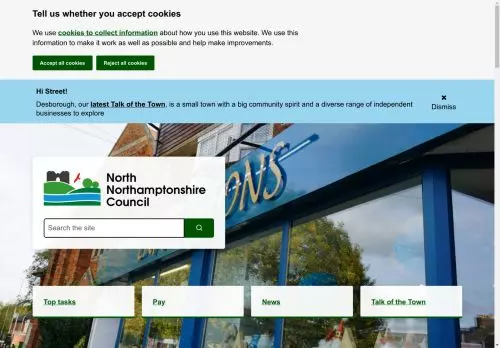 Tell us whether you accept cookies
We use cookies to collect information about how you use this website. We use this
information to make it work as well as possible and help make improvements.
Accept all cookies
Reject all cookies
Hi Street!
Desborough, our latest Talk of the Town, is a small town with a big community spirit and a diverse range of independent
businesses to explore
✖
Dismiss
North
Northamptonshire
Council
Search the site
Top tasks
Pay
News
Talk of the Town